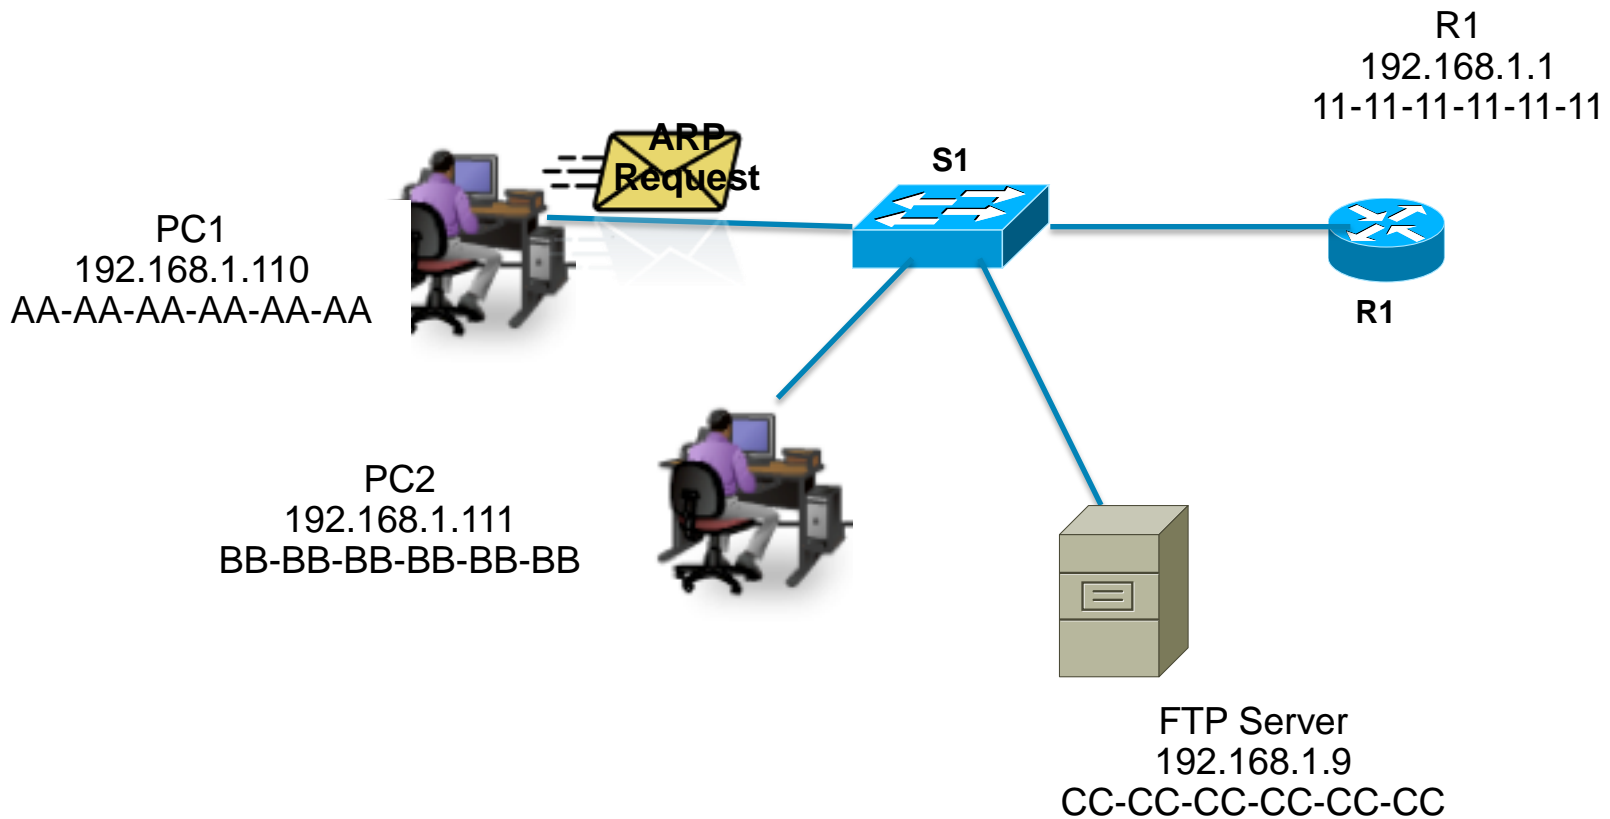 R1
192.168.1.1
11-11-11-11-11-11
ARP
Request
S1
PC1
192.168.1.110
AA-AA-AA-AA-AA-AA
R1
PC2
192.168.1.111
BB-BB-BB-BB-BB-BB
FTP Server
192.168.1.9
CC-CC-CC-CC-CC-CC